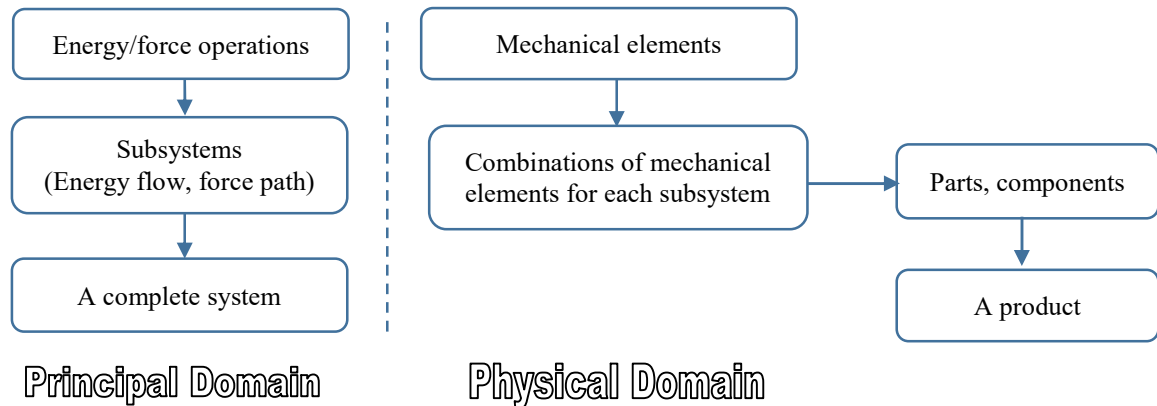 Energy/force operations
Subsystems
(Energy flow, force path)
A complete system
Principal Domain
Mechanical elements
Combinations of mechanical
elements for each subsystem
Parts, components
A product
Physical Domain